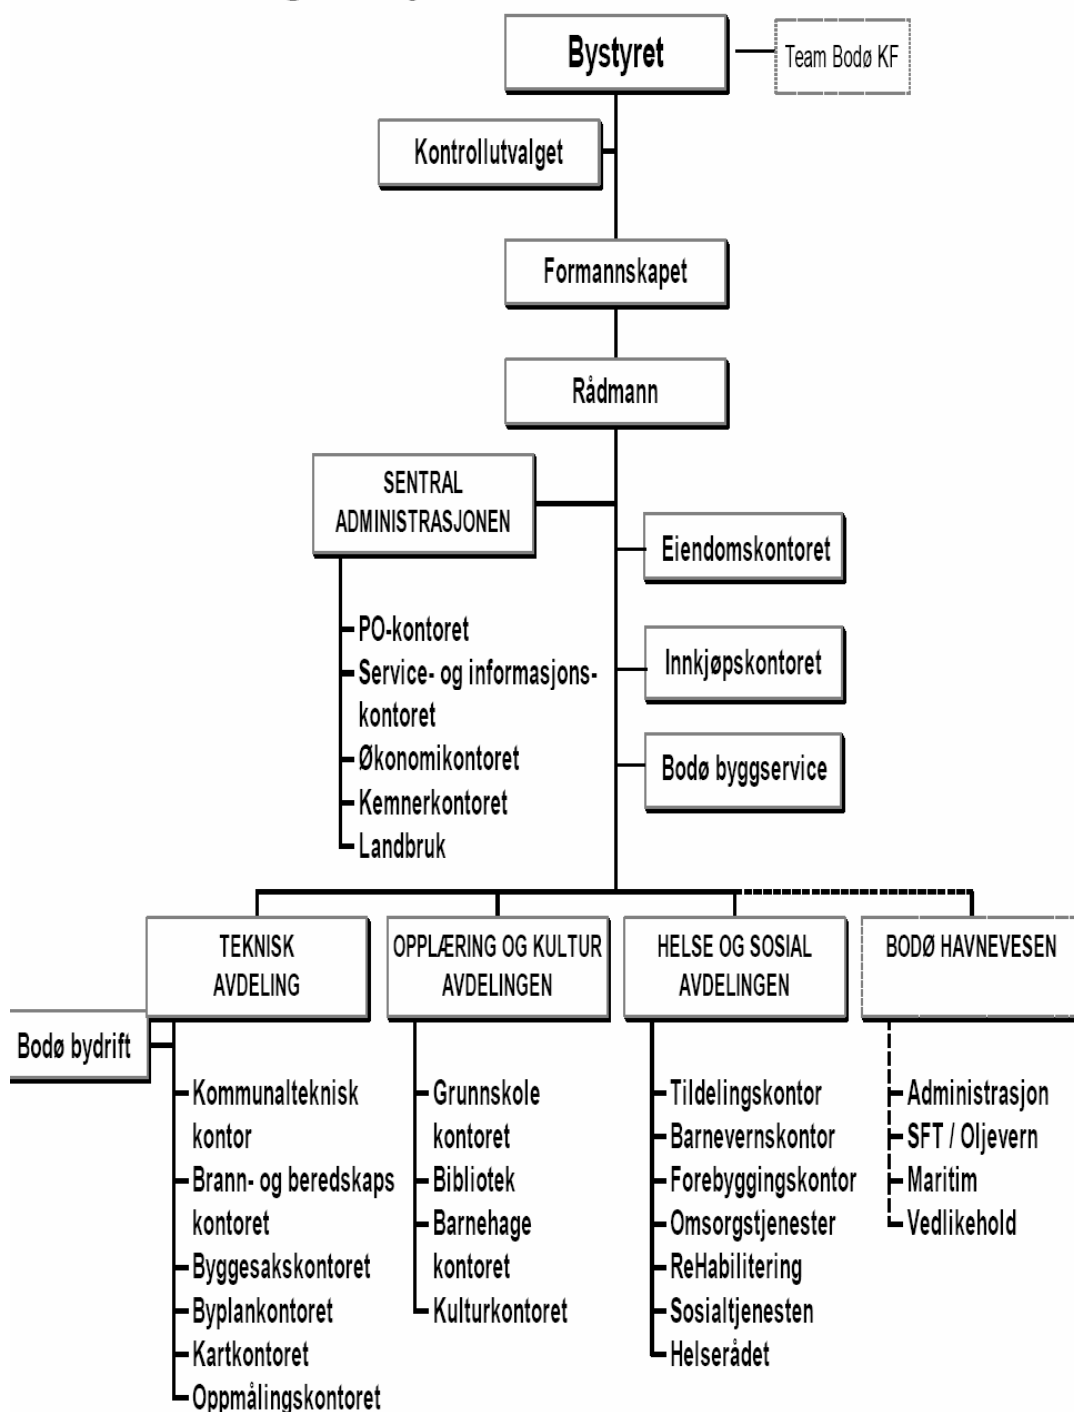 Bystyret
Team Bodø KF
Kontrollutvalget
Formannskapet
Rådmann
SENTRAL
ADMINISTRASJONEN
PO-kontoret
Service- og informasjons-
kontoret
Økonomikontoret
Kemnerkontoret
Landbruk
Eiendomskontoret
Innkjøpskontoret
Bodø byggservice
TEKNISK
AVDELING
Bodø bydrift
Kommunalteknisk
kontor
Brann- og beredskaps
kontoret
Byggesakskontoret
Byplankontoret
Kartkontoret
Oppmålingskontoret
OPPLÆRING OG KULTUR
AVDELINGEN
Grunnskole
kontoret
Bibliotek
Barnehage
kontoret
Kulturkontoret
HELSE OG SOSIAL
AVDELINGEN
Tildelingskontor
Barnevernskontor
Forebyggingskontor
Omsorgstjenester
ReHabilitering
Sosialtjenesten
Helserådet
BODØ HAVNEVESEN
Administrasjon
SFT / Oljevern
Maritim
Vedlikehold